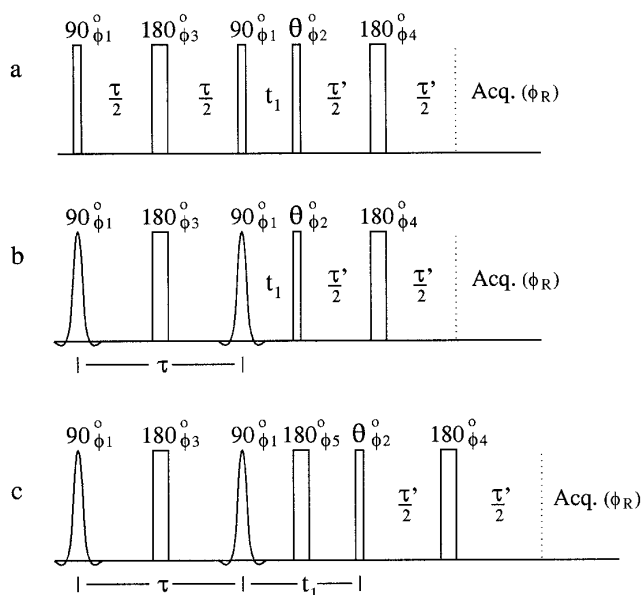 a
90°ϕ1 180°ϕ3 90°ϕ1 θ°ϕ2 180°ϕ4
τ/2 τ/2 t1 τ'/2 τ'/2 Acq. (ϕR)
b
90°ϕ1 180°ϕ3 90°ϕ1 θ°ϕ2 180°ϕ4
t1 τ'/2 τ'/2 Acq. (ϕR)
τ
c
90°ϕ1 180°ϕ3 90°ϕ1 180°ϕ5 θ°ϕ2 180°ϕ4
τ'/2 τ'/2 Acq. (ϕR)
τ t1